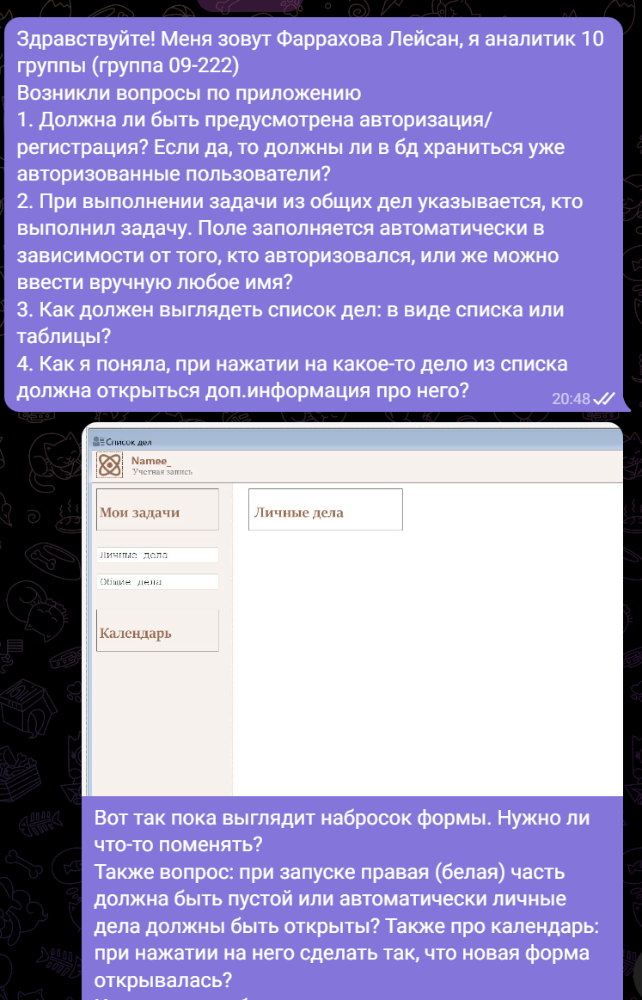 Здравствуйте! Меня зовут Фаррахова Лейсан, я аналитик 10
группы (группа 09-222)
Возникли вопросы по приложению
1. Должна ли быть предусмотрена авторизация/
регистрация? Если да, то должны ли в бд храниться уже
авторизованные пользователи?
2. При выполнении задачи из общих дел указывается, кто
выполнил задачу. Поле заполняется автоматически в
зависимости от того, кто авторизовался, или же можно
ввести вручную любое имя?
3. Как должен выглядеть список дел: в виде списка или
таблицы?
4. Как я поняла, при нажатии на какое-то дело из списка
должна открыться доп.информация про него?
20:48
Список дел
Namee_
Учетная запись
Мои задачи
Личные дела
Личные дела
Общие дела
Календарь
Вот так пока выглядит набросок формы. Нужно ли
что-то поменять?
Также вопрос: при запуске правая (белая) часть
должна быть пустой или автоматически личные
дела должны быть открыты? Также про календарь:
при нажатии на него сделать так, что новая форма
открывалась?